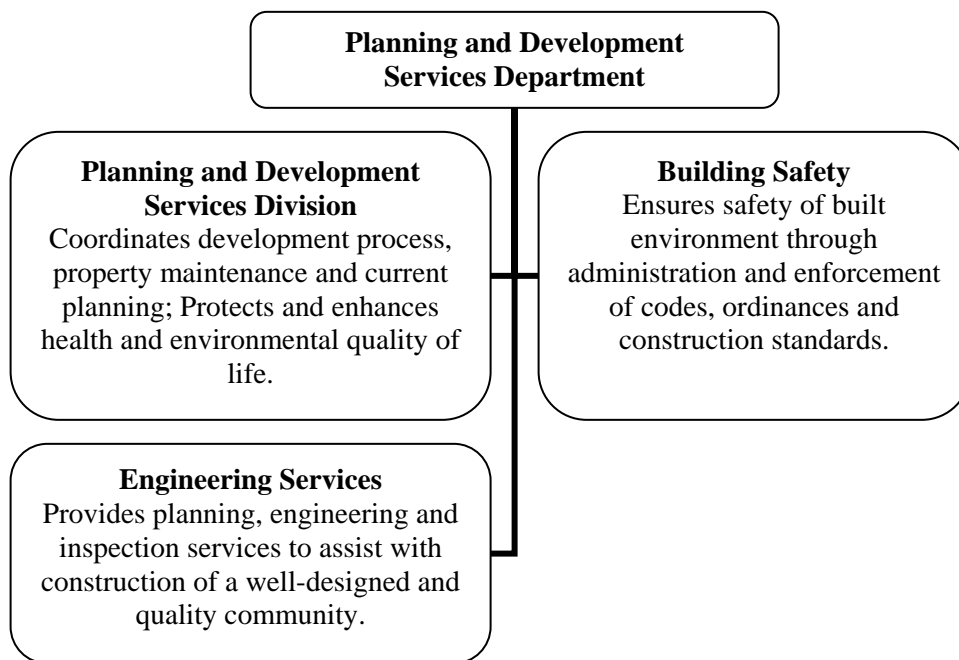 Planning and Development
Services Department
Planning and Development
Services Division
Coordinates development process,
property maintenance and current
planning; Protects and enhances
health and environmental quality of
life.
Building Safety
Ensures safety of built
environment through
administration and enforcement
of codes, ordinances and
construction standards.
Engineering Services
Provides planning, engineering and
inspection services to assist with
construction of a well-designed and
quality community.